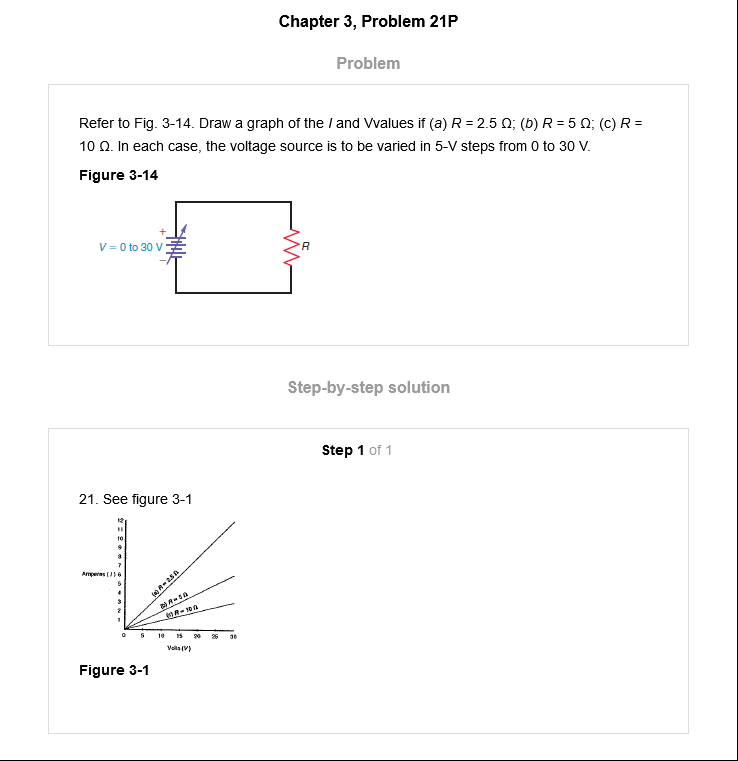 Chapter 3, Problem 21P
Problem
Refer to Fig. 3-14. Draw a graph of the I and Vvalues if (a) R = 2.5 Ω; (b) R = 5 Ω; (c) R =
10 Ω. In each case, the voltage source is to be varied in 5-V steps from 0 to 30 V.
Figure 3-14
+
V = 0 to 30 V
R
−
Step-by-step solution
Step 1 of 1
21. See figure 3-1
12
11
10
9
8
7
Amperes (I) 6
5
4
3
2
1
(a) R = 2.5 Ω
(b) R = 5 Ω
(c) R = 10 Ω
0 5 10 15 20 25 30
Volts (V)
Figure 3-1